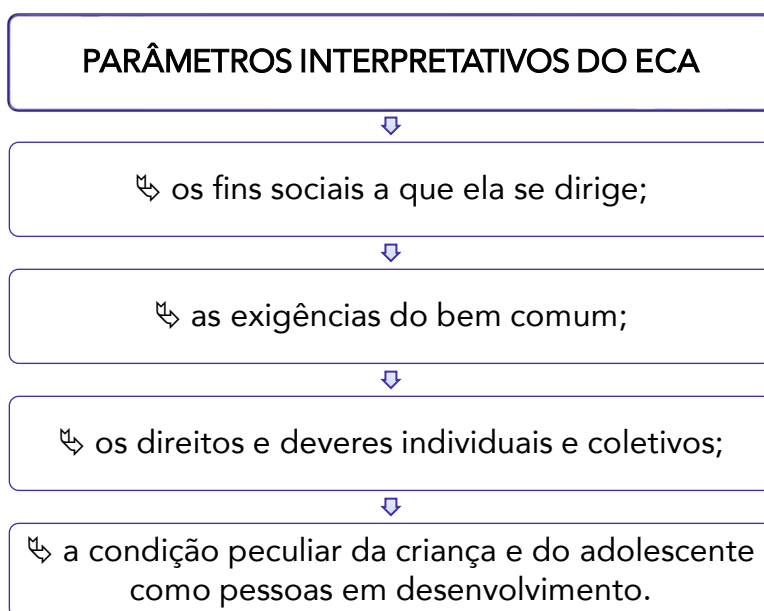 PARÂMETROS INTERPRETATIVOS DO ECA
os fins sociais a que ela se dirige;
as exigências do bem comum;
os direitos e deveres individuais e coletivos;
a condição peculiar da criança e do adolescente
como pessoas em desenvolvimento.